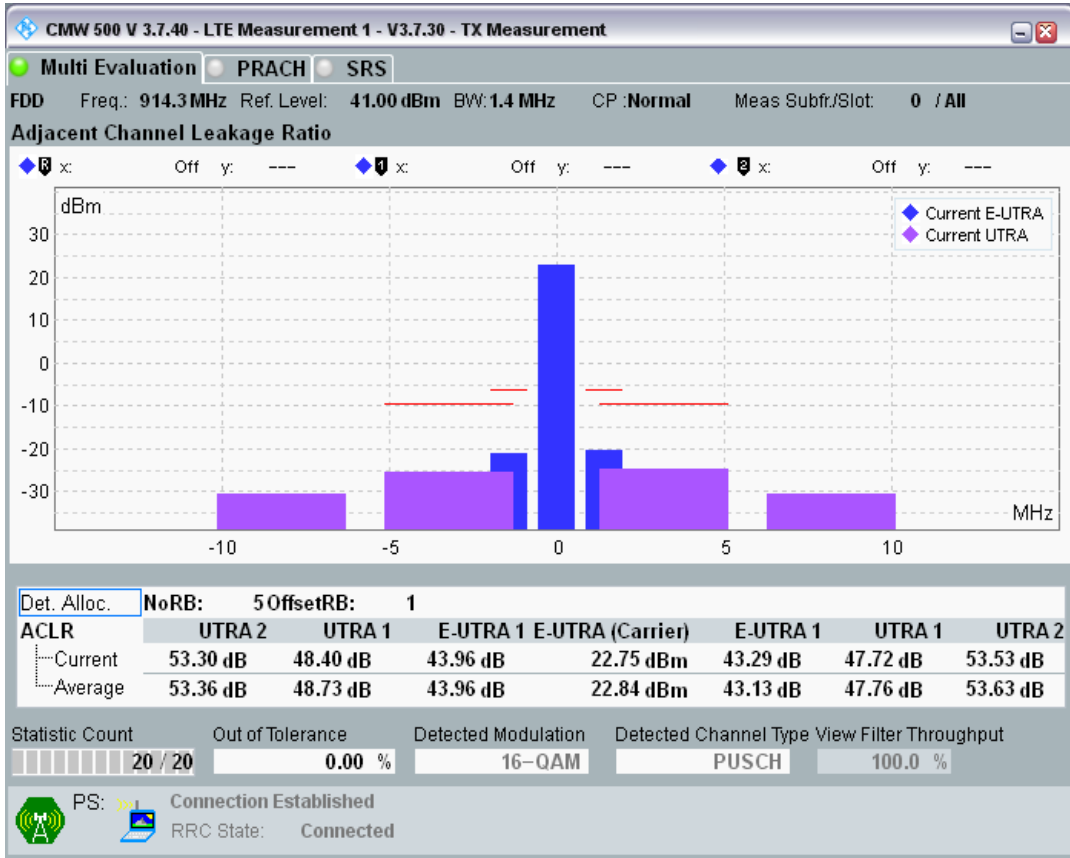 CMW 500 V 3.7.40 - LTE Measurement 1 - V3.7.30 - TX Measurement
Multi Evaluation PRACH SRS
FDD Freq.: 914.3 MHz Ref. Level: 41.00 dBm BW: 1.4 MHz CP :Normal Meas Subfr./Slot: 0 / All
Adjacent Channel Leakage Ratio
R x: Off y: --- 1 x: Off y: --- 2 x: Off y: ---
dBm
Current E-UTRA
Current UTRA
30
20
10
0
-10
-20
-30
MHz
-10 -5 0 5 10
Det. Alloc. NoRB: 5 OffsetRB: 1
ACLR UTRA 2 UTRA 1 E-UTRA 1 E-UTRA (Carrier) E-UTRA 1 UTRA 1 UTRA 2
Current 53.30 dB 48.40 dB 43.96 dB 22.75 dBm 43.29 dB 47.72 dB 53.53 dB
Average 53.36 dB 48.73 dB 43.96 dB 22.84 dBm 43.13 dB 47.76 dB 53.63 dB
Statistic Count Out of Tolerance Detected Modulation Detected Channel Type View Filter Throughput
20 / 20 0.00 % 16-QAM PUSCH 100.0 %
PS: Connection Established
RRC State: Connected